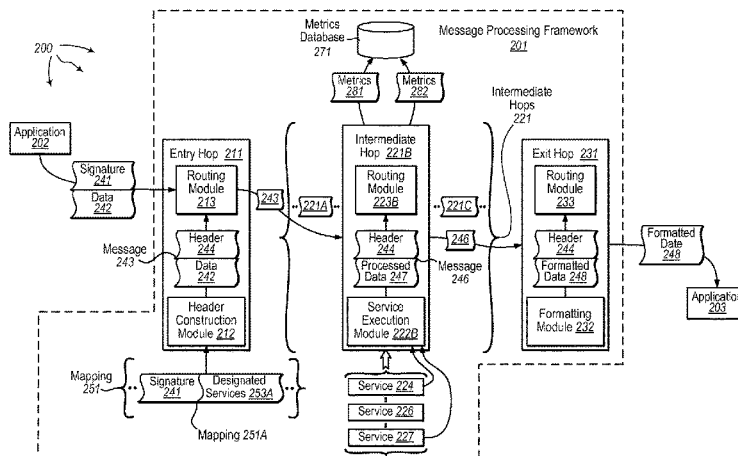 Metrics
Database
271
Message Processing Framework
201
200
Metrics
281
Metrics
282
Intermediate
Hops
221
Application
202
Signature
241
Data
242
Entry Hop 211
Routing
Module
213
243
221A
Intermediate
Hop 221B
Routing
Module
223B
221C
246
Exit Hop 231
Routing
Module
233
Message
243
Header
244
Data
242
Header
244
Processed
Data 247
Message
246
Header
244
Formatted
Data 248
Formatted
Date
248
Application
203
Header
Construction
Module 212
Service
Execution
Module
222B
Formatting
Module 232
Mapping
251
Signature
241
Designated
Services 253A
Mapping 251A
Service 224
Service 226
Service 227